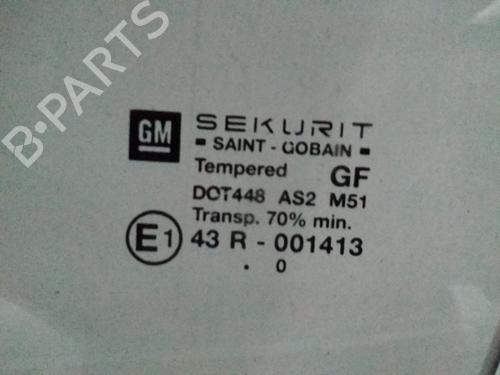 B-PARTS
GM
SEKURIT
SAINT-GOBAIN
Tempered GF
DOT448 AS2 M51
Transp. 70% min.
E1 43 R - 001413
. 0